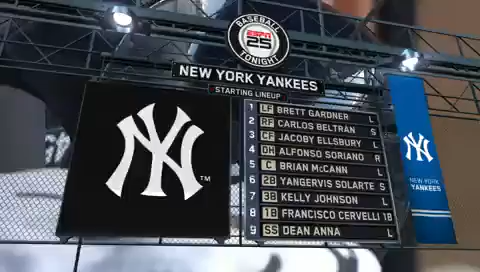 BASEBALL
ESPN
25
TONIGHT
NEW YORK YANKEES
STARTING LINEUP
1 LF BRETT GARDNER L
2 RF CARLOS BELTRÁN S
3 CF JACOBY ELLSBURY L
4 DH ALFONSO SORIANO R
5 C BRIAN McCANN L
6 2B YANGERVIS SOLARTE S
7 3B KELLY JOHNSON L
8 1B FRANCISCO CERVELLI 1B
9 SS DEAN ANNA L
NY
TM
NY
NEW YORK
YANKEES